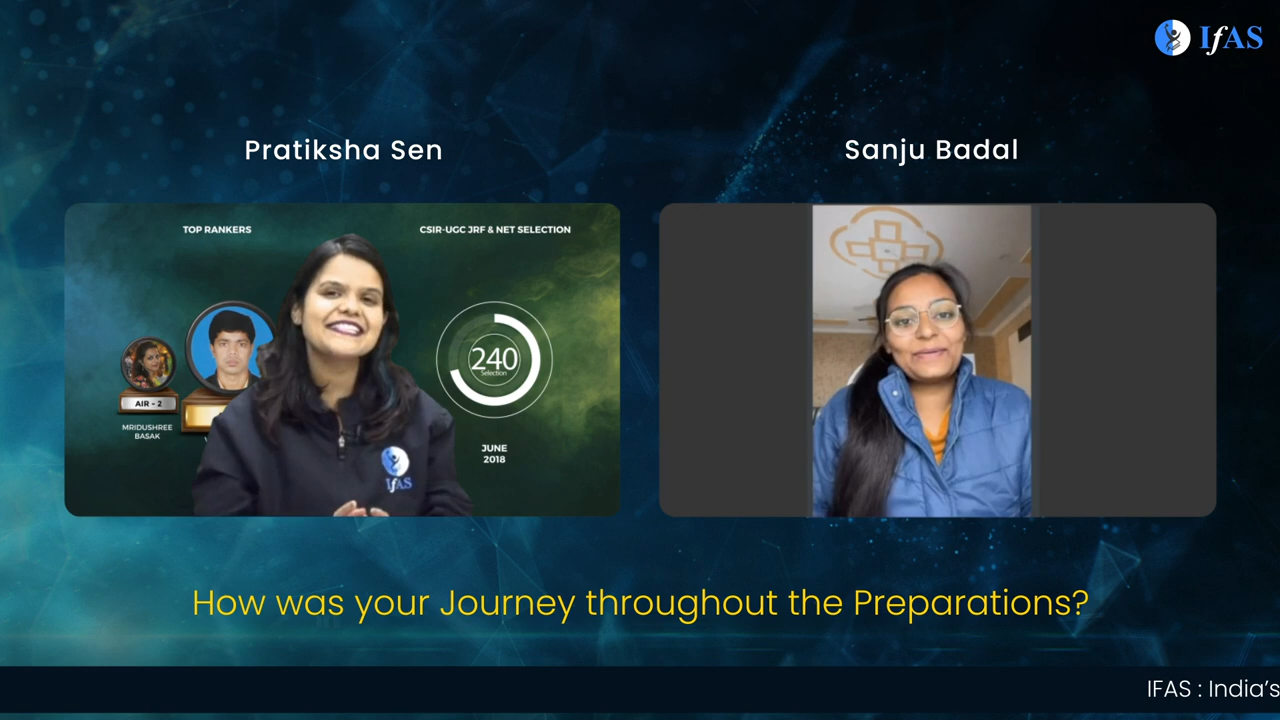 IfAS
Pratiksha Sen
Sanju Badal
TOP RANKERS
CSIR-UGC JRF & NET SELECTION
240
Selection
AIR - 2
MRIDUSHREE
BASAK
JUNE
2018
IfAS
How was your Journey throughout the Preparations?
IFAS : India's